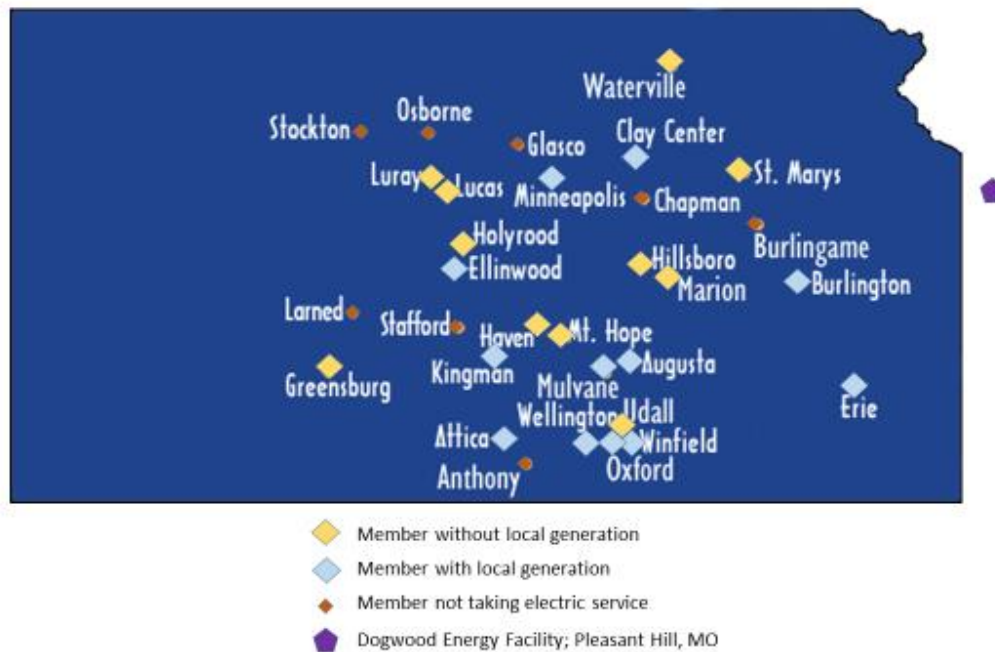 Waterville
Stockton
Osborne
Glasco
Clay Center
Luray
Lucas
Minneapolis
Chapman
St. Marys
Holyrood
Burlingame
Ellinwood
Hillsboro
Marion
Burlington
Larned
Stafford
Haven
Mt. Hope
Kingman
Augusta
Greensburg
Mulvane
Erie
Wellington
Udall
Attica
Winfield
Oxford
Anthony
Member without local generation
Member with local generation
Member not taking electric service
Dogwood Energy Facility; Pleasant Hill, MO